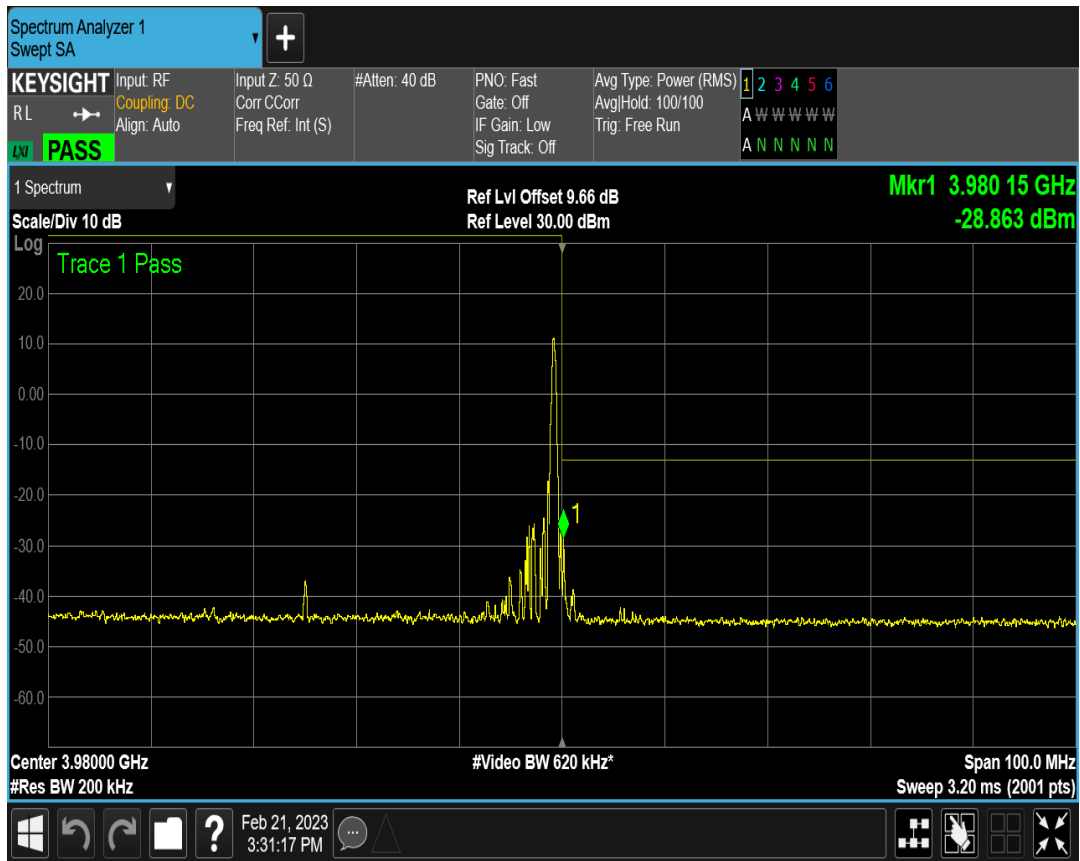 Spectrum Analyzer 1
Swept SA
KEYSIGHT
RL
LXI PASS
Input: RF
Coupling: DC
Align: Auto
Input Z: 50 Ω
Corr CCorr
Freq Ref: Int (S)
#Atten: 40 dB
PNO: Fast
Gate: Off
IF Gain: Low
Sig Track: Off
Avg Type: Power (RMS)
Avg|Hold: 100/100
Trig: Free Run
1 2 3 4 5 6
A W W W W W
A N N N N N
1 Spectrum
Scale/Div 10 dB
Ref Lvl Offset 9.66 dB
Ref Level 30.00 dBm
Mkr1 3.980 15 GHz
-28.863 dBm
Log
Trace 1 Pass
20.0
10.0
0.00
-10.0
-20.0
1
-30.0
-40.0
-50.0
-60.0
Center 3.98000 GHz
#Res BW 200 kHz
#Video BW 620 kHz*
Span 100.0 MHz
Sweep 3.20 ms (2001 pts)
?
Feb 21, 2023
3:31:17 PM